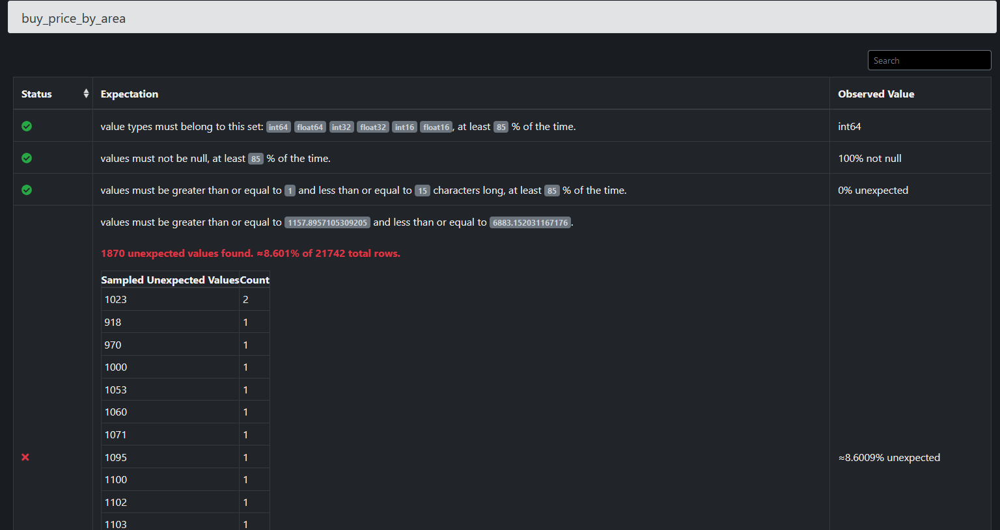 buy_price_by_area
Search
Status Expectation Observed Value
value types must belong to this set: int64 float64 int32 float32 int16 float16, at least 85 % of the time. int64
values must not be null, at least 85 % of the time. 100% not null
values must be greater than or equal to 1 and less than or equal to 15 characters long, at least 85 % of the time. 0% unexpected
values must be greater than or equal to 1157.8957105309205 and less than or equal to 6883.152031167176.
1870 unexpected values found. ≈8.601% of 21742 total rows.
Sampled Unexpected Values Count
1023 2
918 1
970 1
1000 1
1053 1
1060 1
1071 1
1095 1
≈8.6009% unexpected
1100 1
1102 1
1103 1